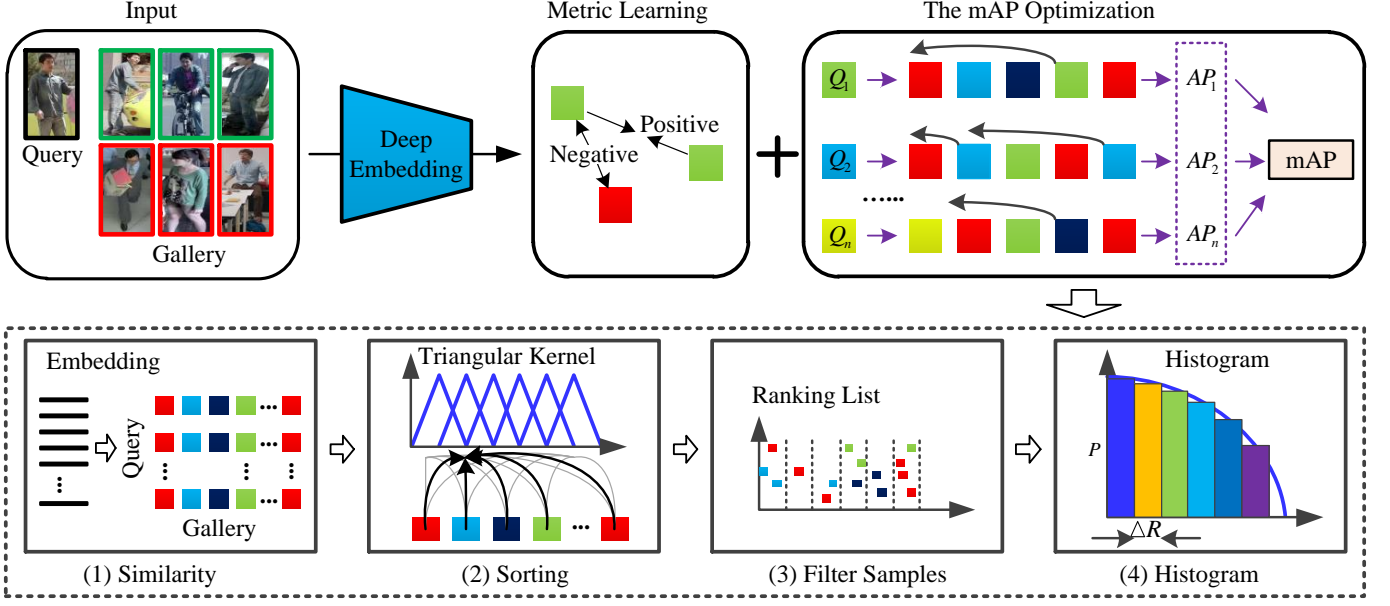 Input
Metric Learning
The mAP Optimization
Query
Gallery
Deep
Embedding
Positive
Negative
Q1
AP1
Q2
AP2
mAP
…...
Qn
APn
Embedding
Query
Gallery
Triangular Kernel
Ranking List
Histogram
P
△R
(1) Similarity
(2) Sorting
(3) Filter Samples
(4) Histogram